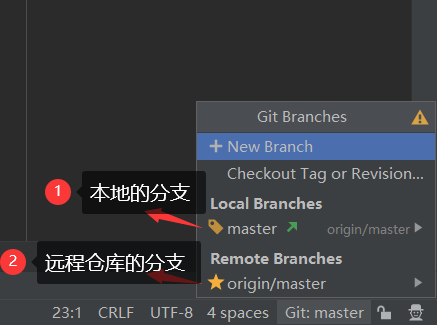 Git Branches
New Branch
Checkout Tag or Revision...
1 本地的分支
Local Branches
master origin/master
2 远程仓库的分支
Remote Branches
origin/master
23:1 CRLF UTF-8 4 spaces Git: master